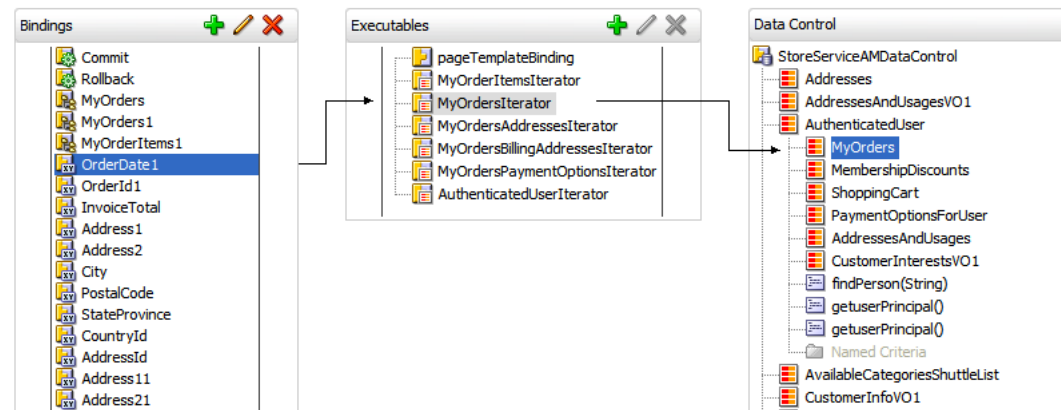 Bindings
Commit
Rollback
MyOrders
MyOrders1
MyOrderItems1
OrderDate1
OrderId1
InvoiceTotal
Address1
Address2
City
PostalCode
StateProvince
CountryId
AddressId
Address11
Address21
Executables
pageTemplateBinding
MyOrderItemsIterator
MyOrdersIterator
MyOrdersAddressesIterator
MyOrdersBillingAddressesIterator
MyOrdersPaymentOptionsIterator
AuthenticatedUserIterator
Data Control
StoreServiceAMDataControl
Addresses
AddressesAndUsagesVO1
AuthenticatedUser
MyOrders
MembershipDiscounts
ShoppingCart
PaymentOptionsForUser
AddressesAndUsages
CustomerInterestsVO1
findPerson(String)
getuserPrincipal()
getuserPrincipal()
Named Criteria
AvailableCategoriesShuttleList
CustomerInfoVO1